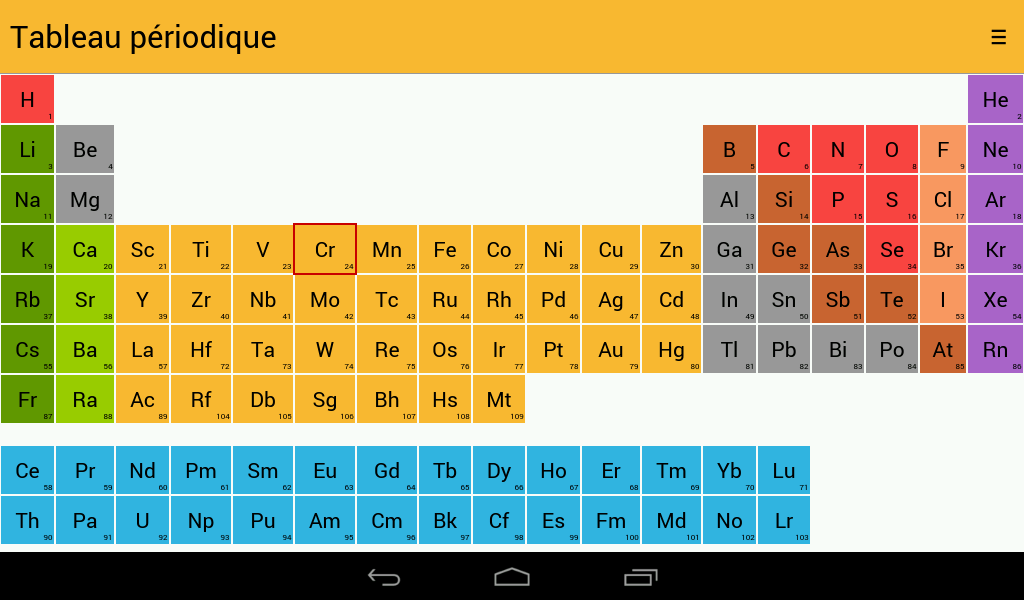 Tableau périodique
H 1 He 2
Li 3 Be 4 B 5 C 6 N 7 O 8 F 9 Ne 10
Na 11 Mg 12 Al 13 Si 14 P 15 S 16 Cl 17 Ar 18
K 19 Ca 20 Sc 21 Ti 22 V 23 Cr 24 Mn 25 Fe 26 Co 27 Ni 28 Cu 29 Zn 30 Ga 31 Ge 32 As 33 Se 34 Br 35 Kr 36
Rb 37 Sr 38 Y 39 Zr 40 Nb 41 Mo 42 Tc 43 Ru 44 Rh 45 Pd 46 Ag 47 Cd 48 In 49 Sn 50 Sb 51 Te 52 I 53 Xe 54
Cs 55 Ba 56 La 57 Hf 72 Ta 73 W 74 Re 75 Os 76 Ir 77 Pt 78 Au 79 Hg 80 Tl 81 Pb 82 Bi 83 Po 84 At 85 Rn 86
Fr 87 Ra 88 Ac 89 Rf 104 Db 105 Sg 106 Bh 107 Hs 108 Mt 109
Ce 58 Pr 59 Nd 60 Pm 61 Sm 62 Eu 63 Gd 64 Tb 65 Dy 66 Ho 67 Er 68 Tm 69 Yb 70 Lu 71
Th 90 Pa 91 U 92 Np 93 Pu 94 Am 95 Cm 96 Bk 97 Cf 98 Es 99 Fm 100 Md 101 No 102 Lr 103